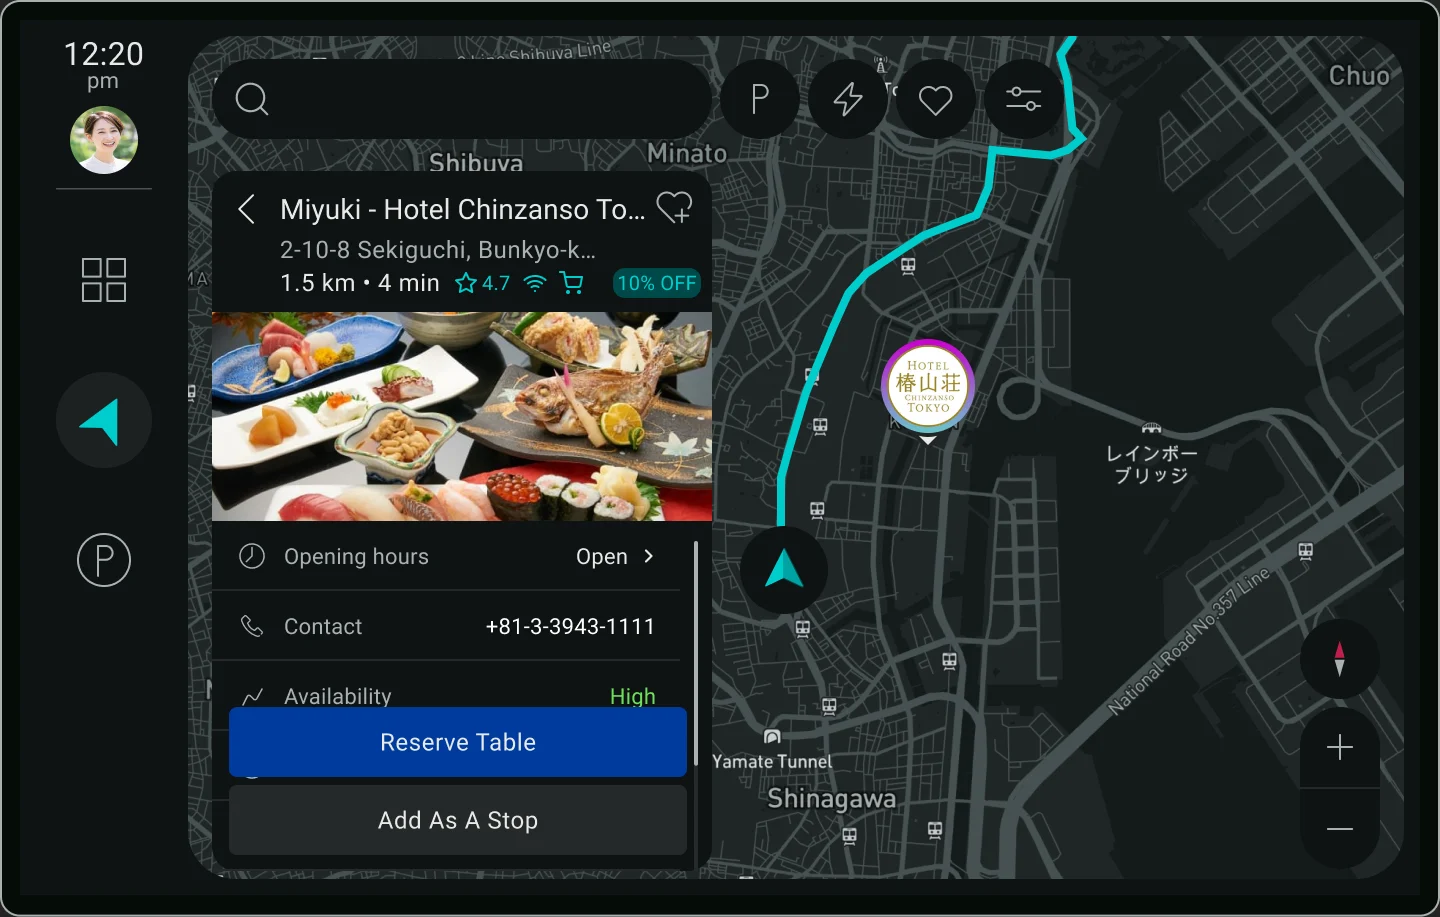 12:20
pm
Shibuya Line
Chuo
P
Minato
Shibuya
Miyuki - Hotel Chinzanso To...
2-10-8 Sekiguchi, Bunkyo-k...
1.5 km • 4 min 4.7 10% OFF
MA
HOTEL
椿山荘
CHINZANSO
TOKYO
レインボー
ブリッジ
Opening hours Open
P
Contact +81-3-3943-1111
National Road No.357 Line
Availability High
Reserve Table
Yamate Tunnel
Shinagawa
Add As A Stop